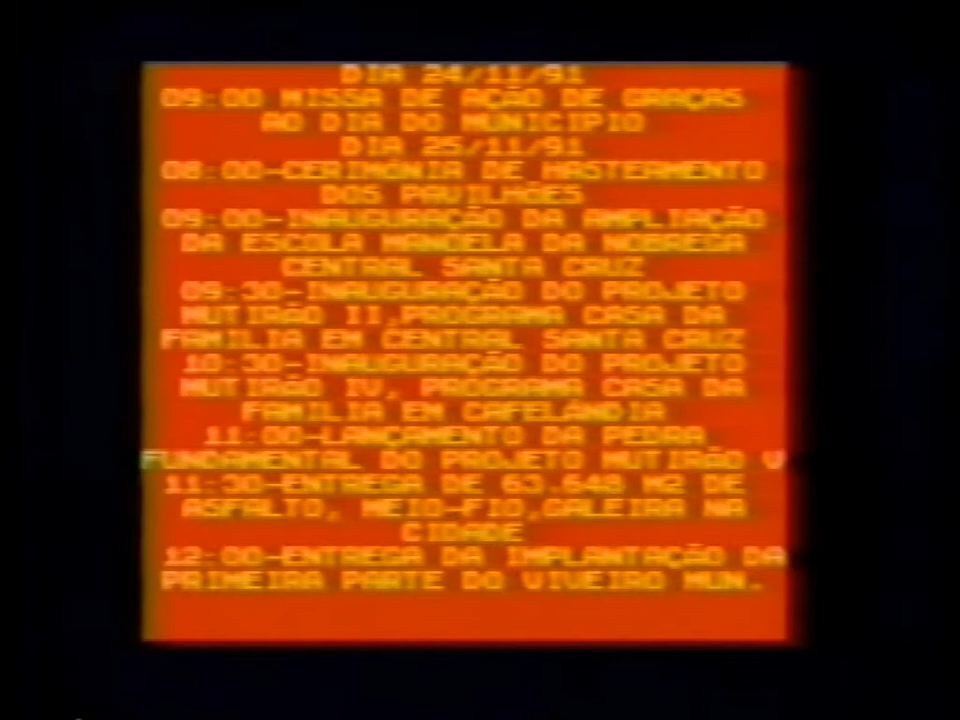 DIA 24/11/91
09:00 MISSA DE AÇÃO DE GRAÇAS
AO DIA DO MUNICIPIO
DIA 25/11/91
08:00-CERIMÔNIA DE HASTEAMENTO
DOS PAVILHÕES
09:00-INAUGURAÇÃO DA AMPLIAÇÃO
DA ESCOLA MANOELA DA NOBREGA
CENTRAL SANTA CRUZ
09:30-INAUGURAÇÃO DO PROJETO
MUTIRÃO II,PROGRAMA CASA DA
FAMILIA EM CENTRAL SANTA CRUZ
10:30-INAUGURAÇÃO DO PROJETO
MUTIRÃO IV, PROGRAMA CASA DA
FAMILIA EM CAFELÂNDIA
11:00-LANÇAMENTO DA PEDRA
FUNDAMENTAL DO PROJETO MUTIRÃO V
11:30-ENTREGA DE 63.648 M2 DE
ASFALTO, MEIO-FIO,GALEIRA NA
CIDADE
12:00-ENTREGA DA IMPLANTAÇÃO DA
PRIMEIRA PARTE DO VIVEIRO MUN.